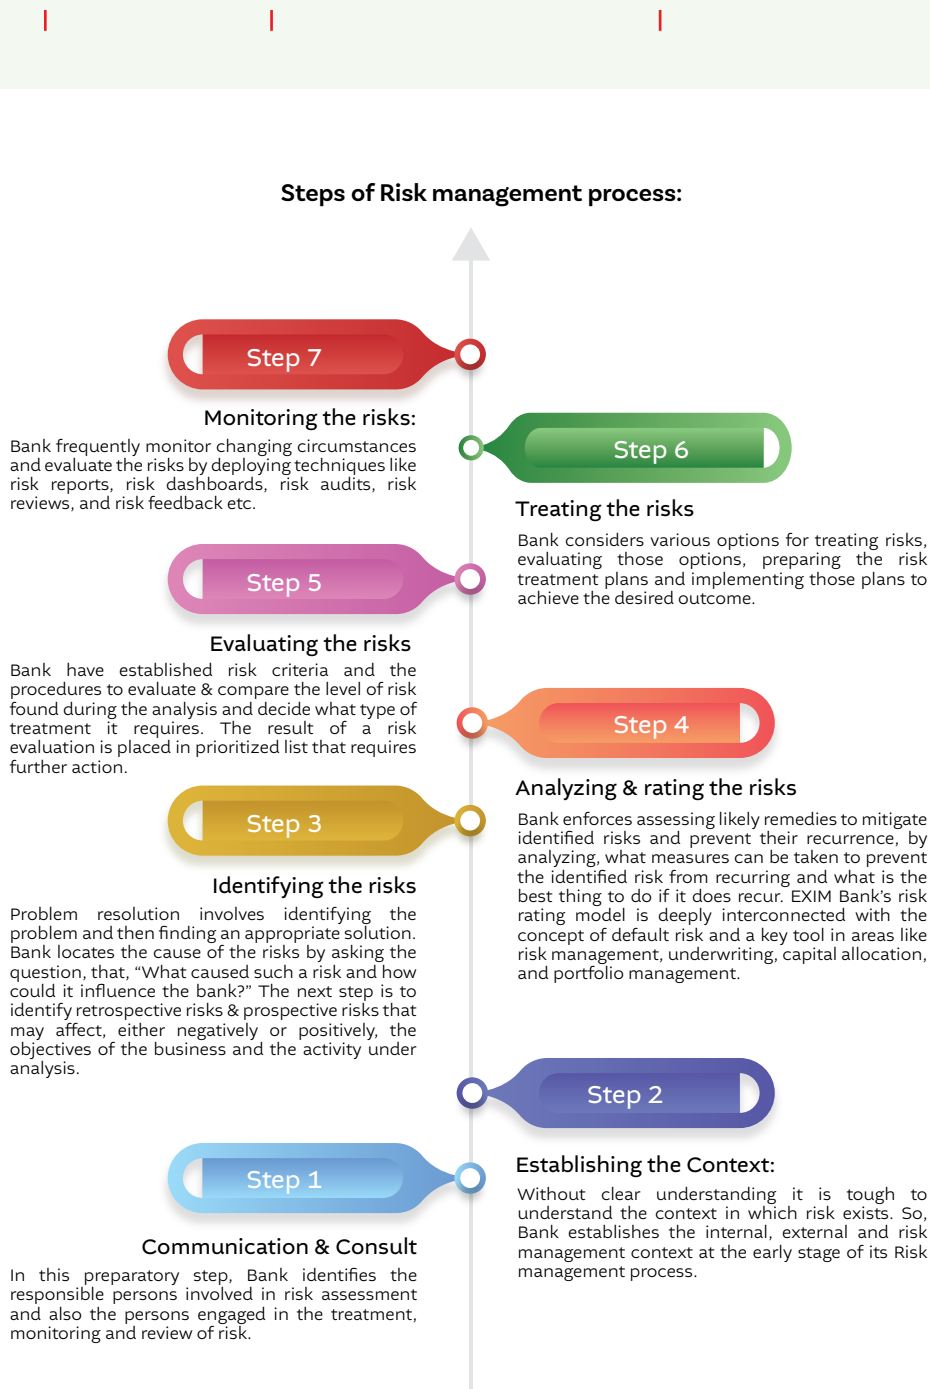 Steps of Risk management process:
Step 7
Monitoring the risks:
Bank frequently monitor changing circumstances
and evaluate the risks by deploying techniques like
risk reports, risk dashboards, risk audits, risk
reviews, and risk feedback etc.
Step 6
Treating the risks
Bank considers various options for treating risks,
evaluating those options, preparing the risk
treatment plans and implementing those plans to
achieve the desired outcome.
Step 5
Evaluating the risks
Bank have established risk criteria and the
procedures to evaluate & compare the level of risk
found during the analysis and decide what type of
treatment it requires. The result of a risk
evaluation is placed in prioritized list that requires
further action.
Step 4
Analyzing & rating the risks
Bank enforces assessing likely remedies to mitigate
identified risks and prevent their recurrence, by
analyzing, what measures can be taken to prevent
the identified risk from recurring and what is the
best thing to do if it does recur. EXIM Bank's risk
rating model is deeply interconnected with the
concept of default risk and a key tool in areas like
risk management, underwriting, capital allocation,
and portfolio management.
Step 3
Identifying the risks
Problem resolution involves identifying the
problem and then finding an appropriate solution.
Bank locates the cause of the risks by asking the
question, that, “What caused such a risk and how
could it influence the bank?” The next step is to
identify retrospective risks & prospective risks that
may affect, either negatively or positively, the
objectives of the business and the activity under
analysis.
Step 2
Establishing the Context:
Without clear understanding it is tough to
understand the context in which risk exists. So,
Bank establishes the internal, external and risk
management context at the early stage of its Risk
management process.
Step 1
Communication & Consult
In this preparatory step, Bank identifies the
responsible persons involved in risk assessment
and also the persons engaged in the treatment,
monitoring and review of risk.